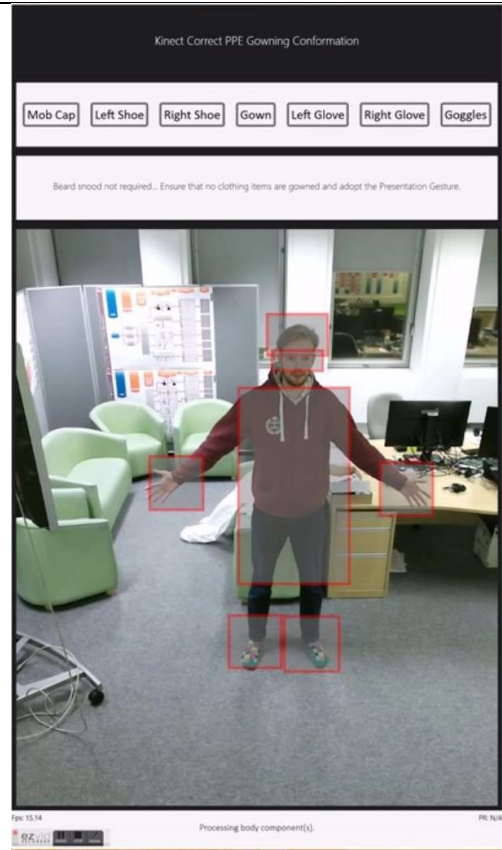 Kinect Correct PPE Gowning Conformation
Mob Cap Left Shoe Right Shoe Gown Left Glove Right Glove Goggles
Beard snood not required... Ensure that no clothing items are gowned and adopt the Presentation Gesture.
Fps: 15.14
PR: N/A
Processing body component(s).
ezvid